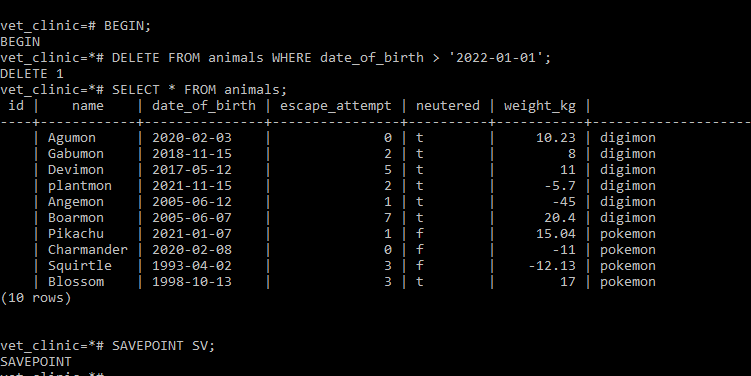 vet_clinic=# BEGIN;
BEGIN
vet_clinic=*# DELETE FROM animals WHERE date_of_birth > '2022-01-01';
DELETE 1
vet_clinic=*# SELECT * FROM animals;
 id |    name    | date_of_birth | escape_attempt | neutered | weight_kg |
----+------------+---------------+----------------+----------+-----------+--------------------
    | Agumon     | 2020-02-03    |              0 | t        |     10.23 | digimon
    | Gabumon    | 2018-11-15    |              2 | t        |         8 | digimon
    | Devimon    | 2017-05-12    |              5 | t        |        11 | digimon
    | plantmon   | 2021-11-15    |              2 | t        |      -5.7 | digimon
    | Angemon    | 2005-06-12    |              1 | t        |       -45 | digimon
    | Boarmon    | 2005-06-07    |              7 | t        |      20.4 | digimon
    | Pikachu    | 2021-01-07    |              1 | f        |     15.04 | pokemon
    | Charmander | 2020-02-08    |              0 | f        |       -11 | pokemon
    | Squirtle   | 1993-04-02    |              3 | f        |    -12.13 | pokemon
    | Blossom    | 1998-10-13    |              3 | t        |        17 | pokemon
(10 rows)
vet_clinic=*# SAVEPOINT SV;
SAVEPOINT
vet_clinic=*#